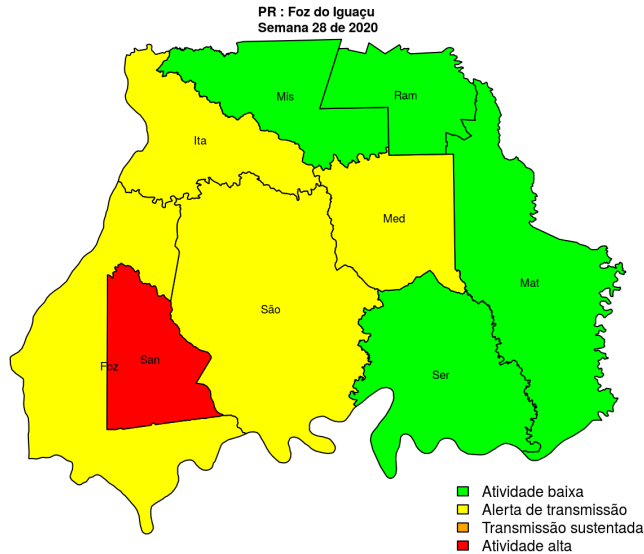 PR : Foz do Iguaçu
Semana 28 de 2020
Mis
Ram
Ita
Med
Mat
São
Foz
San
Ser
Atividade baixa
Alerta de transmissão
Transmissão sustentada
Atividade alta